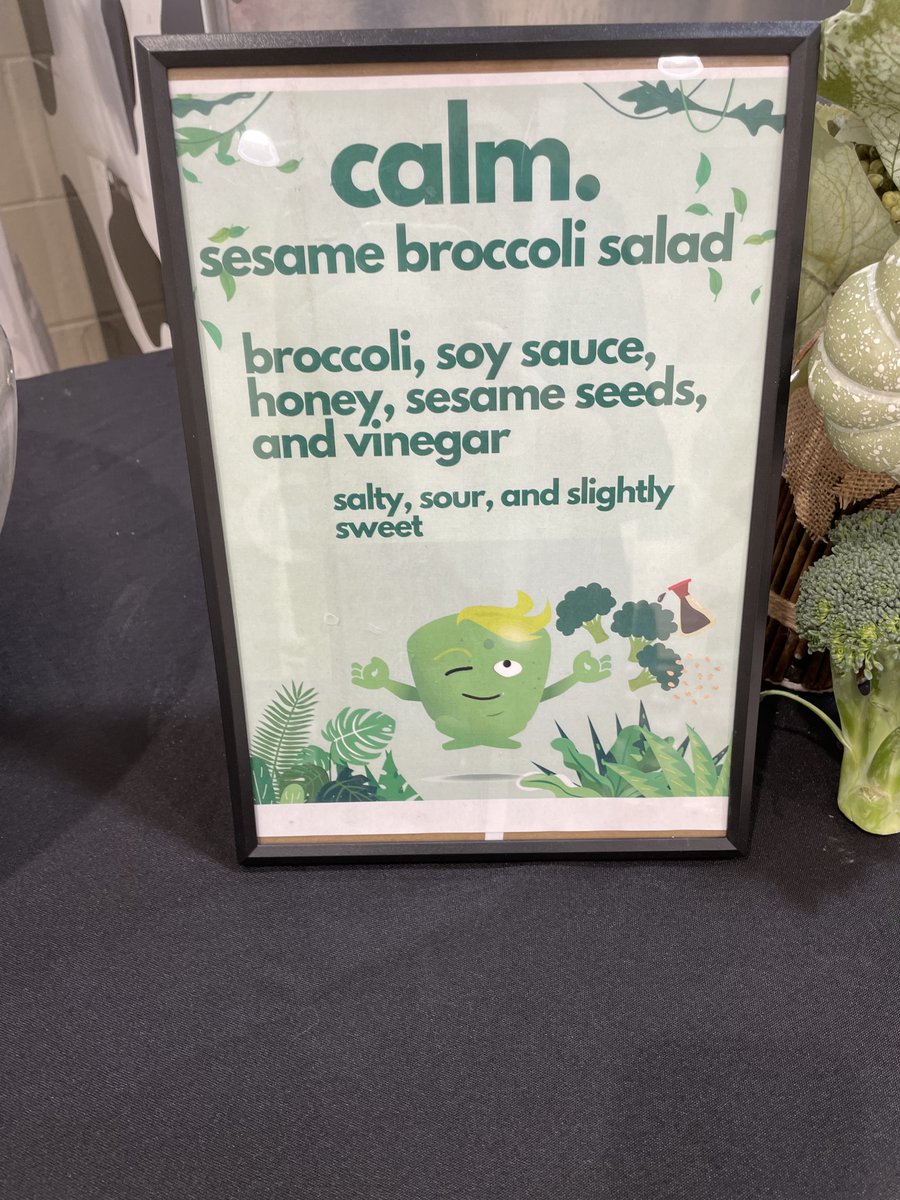 calm.
sesame broccoli salad
broccoli, soy sauce,
honey, sesame seeds,
and vinegar
salty, sour, and slightly
sweet